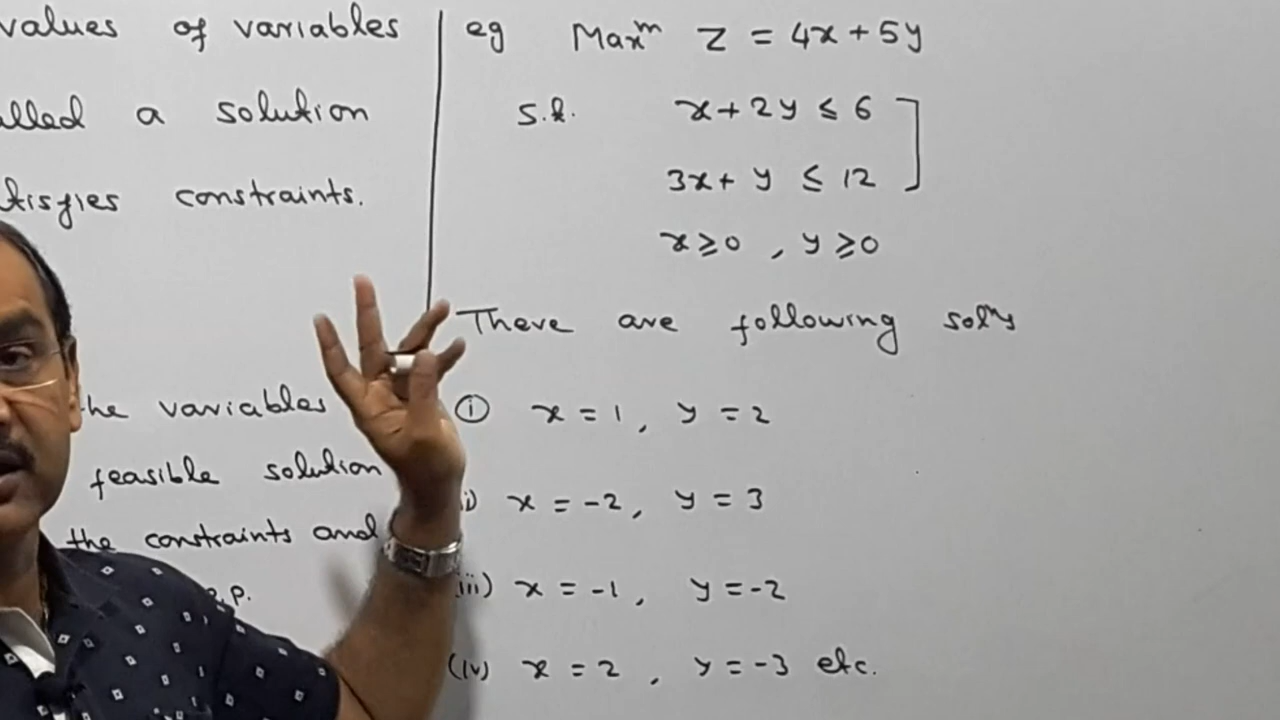 values of variables
alled a solution
tisfies constraints.
he variables
feasible solution
the constraints and
p.p.
eg Maxᵐ Z = 4x + 5y
s.t. x + 2y ≤ 6
3x + y ≤ 12
x ≥ 0 , y ≥ 0
There are following solⁿs
(i) x = 1 , y = 2
i) x = -2 , y = 3
iii) x = -1 , y = -2
(iv) x = 2 , y = -3 etc.